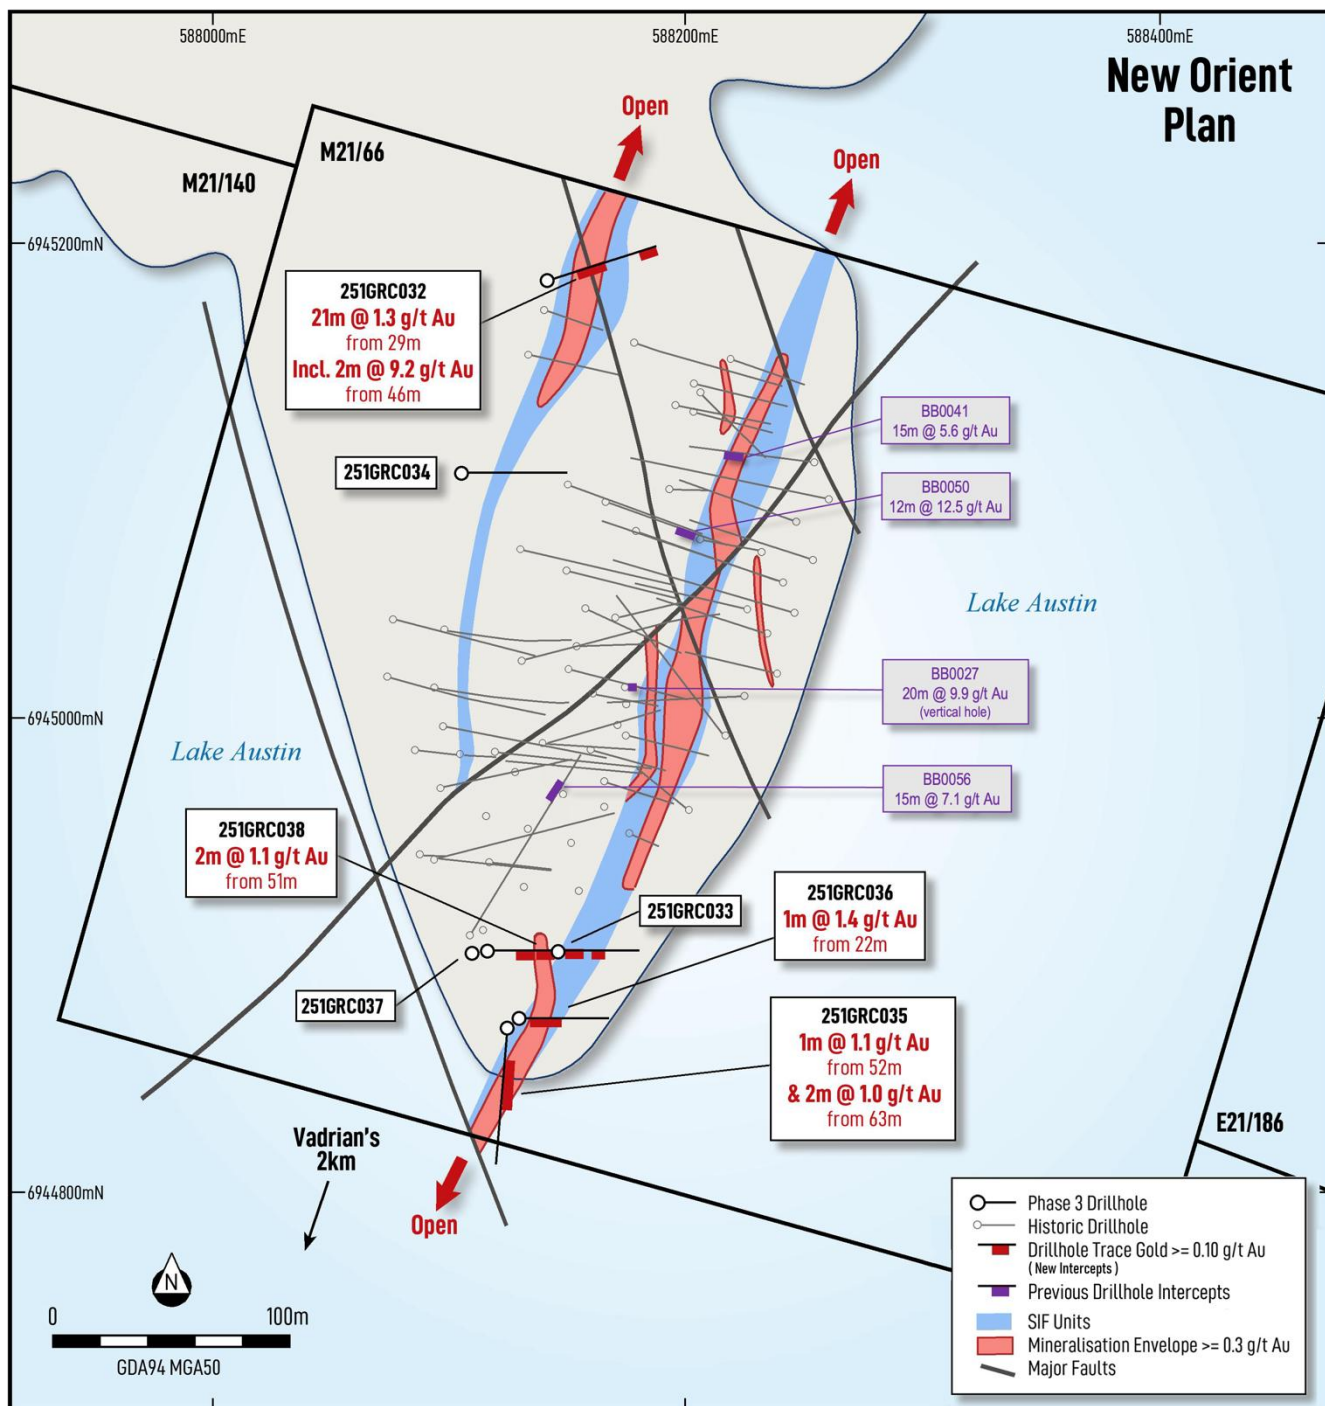 588000mE
588200mE
588400mE
New Orient
Plan
Open
Open
M21/66
M21/140
6945200mN
251GRC032
21m @ 1.3 g/t Au
from 29m
Incl. 2m @ 9.2 g/t Au
from 46m
BB0041
15m @ 5.6 g/t Au
251GRC034
BB0050
12m @ 12.5 g/t Au
Lake Austin
BB0027
20m @ 9.9 g/t Au
(vertical hole)
6945000mN
Lake Austin
BB0056
15m @ 7.1 g/t Au
251GRC038
2m @ 1.1 g/t Au
from 51m
251GRC033
251GRC036
1m @ 1.4 g/t Au
from 22m
251GRC037
251GRC035
1m @ 1.1 g/t Au
from 52m
& 2m @ 1.0 g/t Au
from 63m
E21/186
Vadrian's
2km
6944800mN
Open
N
0 100m
GDA94 MGA50
Phase 3 Drillhole
Historic Drillhole
Drillhole Trace Gold >= 0.10 g/t Au
( New Intercepts )
Previous Drillhole Intercepts
SIF Units
Mineralisation Envelope >= 0.3 g/t Au
Major Faults